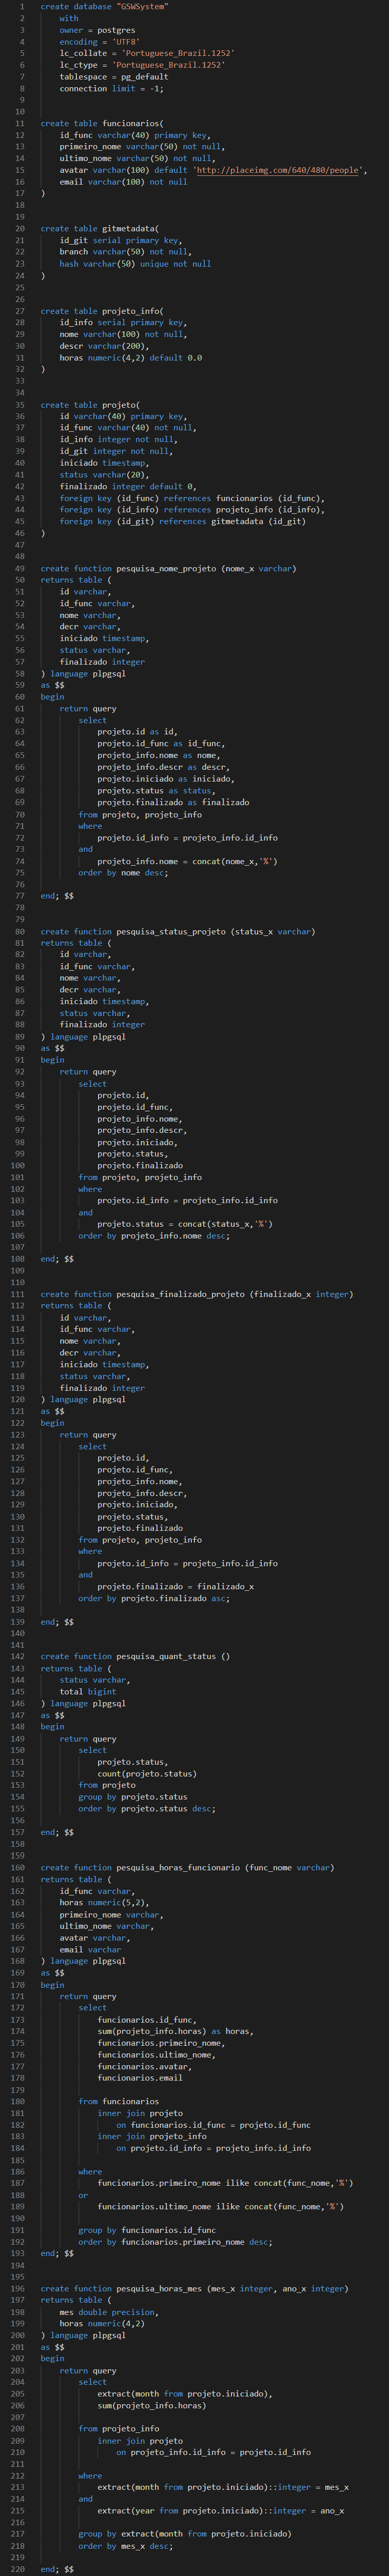 1 create database "GSWSystem"
2 with
3 owner = postgres
4 encoding = 'UTF8'
5 lc_collate = 'Portuguese_Brazil.1252'
6 lc_ctype = 'Portuguese_Brazil.1252'
7 tablespace = pg_default
8 connection limit = -1;
9
10
11 create table funcionarios(
12 id_func varchar(40) primary key,
13 primeiro_nome varchar(50) not null,
14 ultimo_nome varchar(50) not null,
15 avatar varchar(100) default 'http://placeimg.com/640/480/people',
16 email varchar(100) not null
17 )
18
19
20 create table gitmetadata(
21 id_git serial primary key,
22 branch varchar(50) not null,
23 hash varchar(50) unique not null
24 )
25
26
27 create table projeto_info(
28 id_info serial primary key,
29 nome varchar(100) not null,
30 descr varchar(200),
31 horas numeric(4,2) default 0.0
32 )
33
34
35 create table projeto(
36 id varchar(40) primary key,
37 id_func varchar(40) not null,
38 id_info integer not null,
39 id_git integer not null,
40 iniciado timestamp,
41 status varchar(20),
42 finalizado integer default 0,
43 foreign key (id_func) references funcionarios (id_func),
44 foreign key (id_info) references projeto_info (id_info),
45 foreign key (id_git) references gitmetadata (id_git)
46 )
47
48
49 create function pesquisa_nome_projeto (nome_x varchar)
50 returns table (
51 id varchar,
52 id_func varchar,
53 nome varchar,
54 decr varchar,
55 iniciado timestamp,
56 status varchar,
57 finalizado integer
58 ) language plpgsql
59 as $$
60 begin
61 return query
62 select
63 projeto.id as id,
64 projeto.id_func as id_func,
65 projeto_info.nome as nome,
66 projeto_info.descr as descr,
67 projeto.iniciado as iniciado,
68 projeto.status as status,
69 projeto.finalizado as finalizado
70 from projeto, projeto_info
71 where
72 projeto.id_info = projeto_info.id_info
73 and
74 projeto_info.nome = concat(nome_x,'%')
75 order by nome desc;
76
77 end; $$
78
79
80 create function pesquisa_status_projeto (status_x varchar)
81 returns table (
82 id varchar,
83 id_func varchar,
84 nome varchar,
85 decr varchar,
86 iniciado timestamp,
87 status varchar,
88 finalizado integer
89 ) language plpgsql
90 as $$
91 begin
92 return query
93 select
94 projeto.id,
95 projeto.id_func,
96 projeto_info.nome,
97 projeto_info.descr,
98 projeto.iniciado,
99 projeto.status,
100 projeto.finalizado
101 from projeto, projeto_info
102 where
103 projeto.id_info = projeto_info.id_info
104 and
105 projeto.status = concat(status_x,'%')
106 order by projeto_info.nome desc;
107
108 end; $$
109
110
111 create function pesquisa_finalizado_projeto (finalizado_x integer)
112 returns table (
113 id varchar,
114 id_func varchar,
115 nome varchar,
116 decr varchar,
117 iniciado timestamp,
118 status varchar,
119 finalizado integer
120 ) language plpgsql
121 as $$
122 begin
123 return query
124 select
125 projeto.id,
126 projeto.id_func,
127 projeto_info.nome,
128 projeto_info.descr,
129 projeto.iniciado,
130 projeto.status,
131 projeto.finalizado
132 from projeto, projeto_info
133 where
134 projeto.id_info = projeto_info.id_info
135 and
136 projeto.finalizado = finalizado_x
137 order by projeto.finalizado asc;
138
139 end; $$
140
141
142 create function pesquisa_quant_status ()
143 returns table (
144 status varchar,
145 total bigint
146 ) language plpgsql
147 as $$
148 begin
149 return query
150 select
151 projeto.status,
152 count(projeto.status)
153 from projeto
154 group by projeto.status
155 order by projeto.status desc;
156
157 end; $$
158
159
160 create function pesquisa_horas_funcionario (func_nome varchar)
161 returns table (
162 id_func varchar,
163 horas numeric(5,2),
164 primeiro_nome varchar,
165 ultimo_nome varchar,
166 avatar varchar,
167 email varchar
168 ) language plpgsql
169 as $$
170 begin
171 return query
172 select
173 funcionarios.id_func,
174 sum(projeto_info.horas) as horas,
175 funcionarios.primeiro_nome,
176 funcionarios.ultimo_nome,
177 funcionarios.avatar,
178 funcionarios.email
179
180 from funcionarios
181 inner join projeto
182 on funcionarios.id_func = projeto.id_func
183 inner join projeto_info
184 on projeto.id_info = projeto_info.id_info
185
186 where
187 funcionarios.primeiro_nome ilike concat(func_nome,'%')
188 or
189 funcionarios.ultimo_nome ilike concat(func_nome,'%')
190
191 group by funcionarios.id_func
192 order by funcionarios.primeiro_nome desc;
193 end; $$
194
195
196 create function pesquisa_horas_mes (mes_x integer, ano_x integer)
197 returns table (
198 mes double precision,
199 horas numeric(4,2)
200 ) language plpgsql
201 as $$
202 begin
203 return query
204 select
205 extract(month from projeto.iniciado),
206 sum(projeto_info.horas)
207
208 from projeto_info
209 inner join projeto
210 on projeto_info.id_info = projeto.id_info
211
212 where
213 extract(month from projeto.iniciado)::integer = mes_x
214 and
215 extract(year from projeto.iniciado)::integer = ano_x
216
217 group by extract(month from projeto.iniciado)
218 order by mes_x desc;
219
220 end; $$